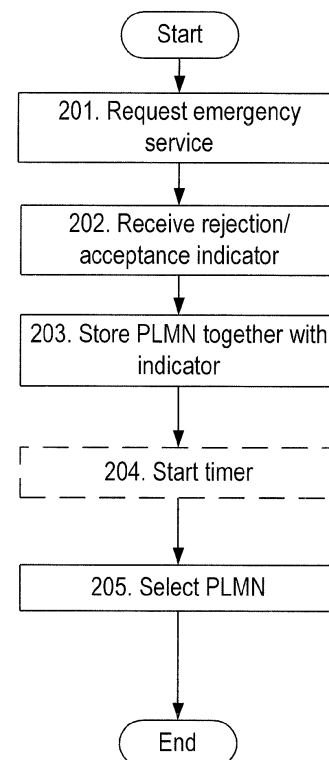 Start
201. Request emergency
service
202. Receive rejection/
acceptance indicator
203. Store PLMN together with
indicator
204. Start timer
205. Select PLMN
End